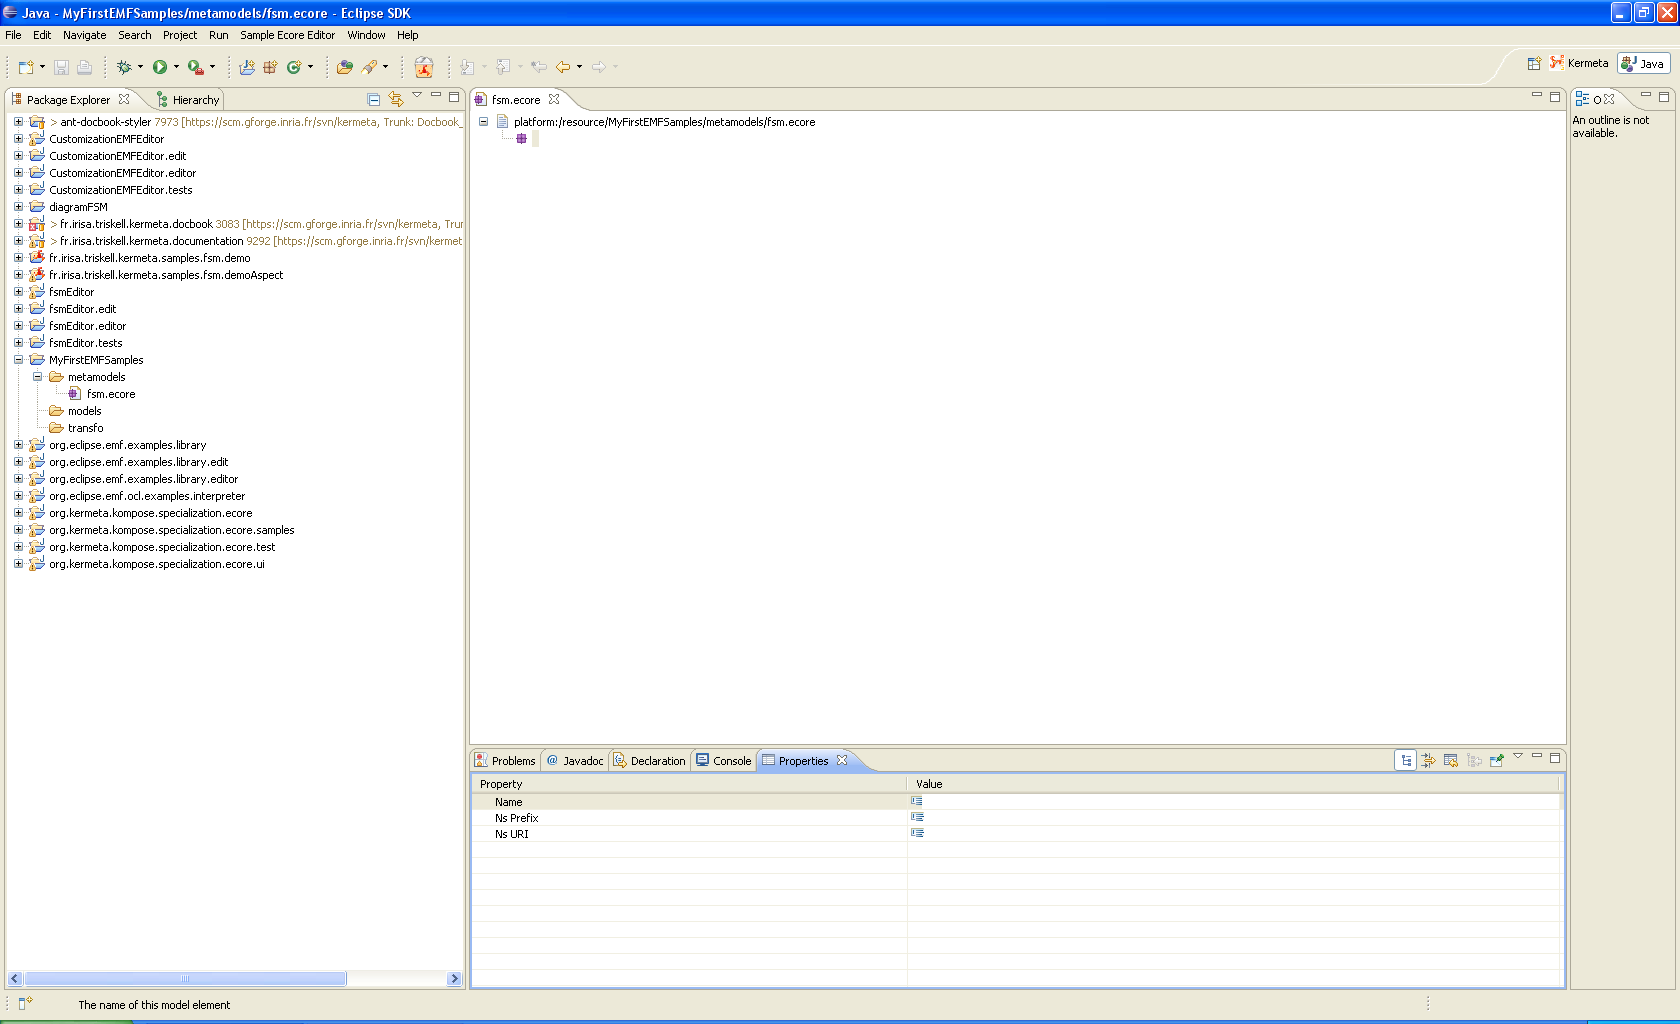 Java - MyFirstEMFSamples/metamodels/fsm.ecore - Eclipse SDK
File Edit Navigate Search Project Run Sample Ecore Editor Window Help
Kermeta Java
Package Explorer Hierarchy
> ant-docbook-styler 7973 [https://scm.gforge.inria.fr/svn/kermeta, Trunk: Docbook_
CustomizationEMFEditor
CustomizationEMFEditor.edit
CustomizationEMFEditor.editor
CustomizationEMFEditor.tests
diagramFSM
> fr.irisa.triskell.kermeta.docbook 3083 [https://scm.gforge.inria.fr/svn/kermeta, Trur
> fr.irisa.triskell.kermeta.documentation 9292 [https://scm.gforge.inria.fr/svn/kermet
fr.irisa.triskell.kermeta.samples.fsm.demo
fr.irisa.triskell.kermeta.samples.fsm.demoAspect
fsmEditor
fsmEditor.edit
fsmEditor.editor
fsmEditor.tests
MyFirstEMFSamples
metamodels
fsm.ecore
models
transfo
org.eclipse.emf.examples.library
org.eclipse.emf.examples.library.edit
org.eclipse.emf.examples.library.editor
org.eclipse.emf.ocl.examples.interpreter
org.kermeta.kompose.specialization.ecore
org.kermeta.kompose.specialization.ecore.samples
org.kermeta.kompose.specialization.ecore.test
org.kermeta.kompose.specialization.ecore.ui
fsm.ecore
platform:/resource/MyFirstEMFSamples/metamodels/fsm.ecore
O
An outline is not
available.
Problems Javadoc Declaration Console Properties
Property Value
Name
Ns Prefix
Ns URI
The name of this model element